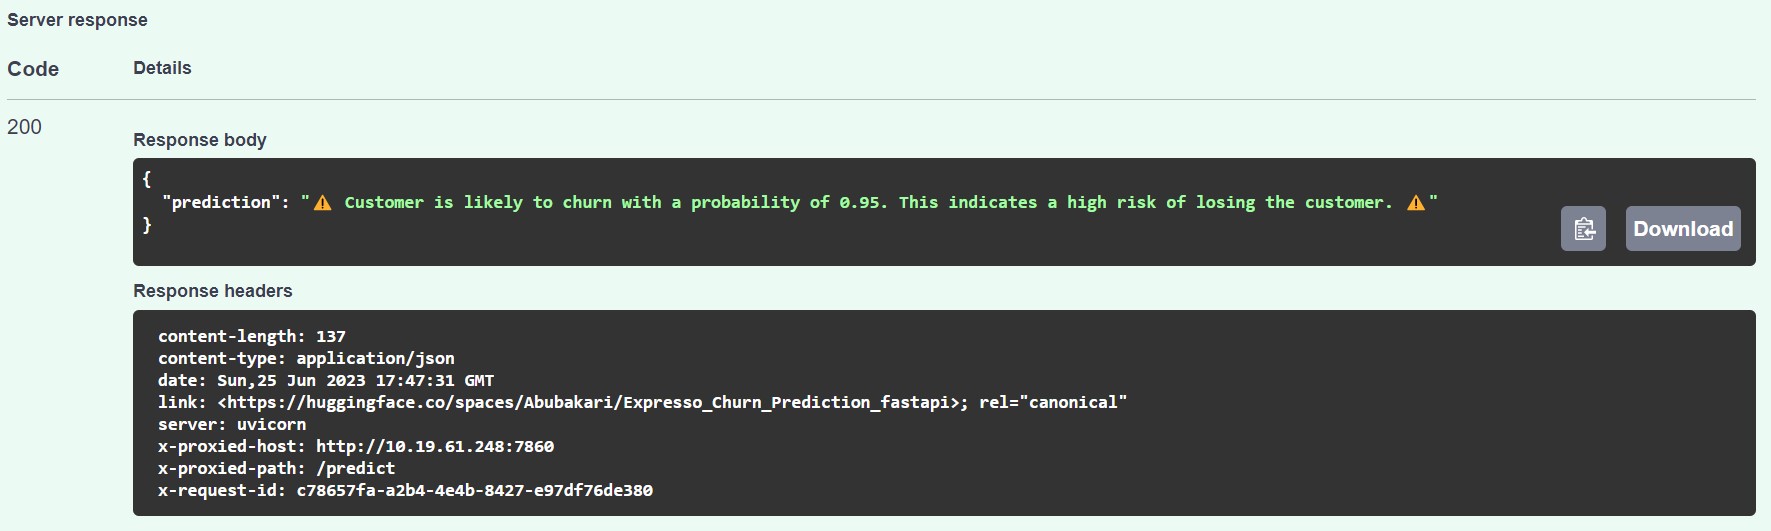 Server response
Code Details
200
Response body
{
"prediction": "⚠️ Customer is likely to churn with a probability of 0.95. This indicates a high risk of losing the customer. ⚠️"
}
Download
Response headers
content-length: 137
content-type: application/json
date: Sun,25 Jun 2023 17:47:31 GMT
link: <https://huggingface.co/spaces/Abubakari/Expresso_Churn_Prediction_fastapi>; rel="canonical"
server: uvicorn
x-proxied-host: http://10.19.61.248:7860
x-proxied-path: /predict
x-request-id: c78657fa-a2b4-4e4b-8427-e97df76de380